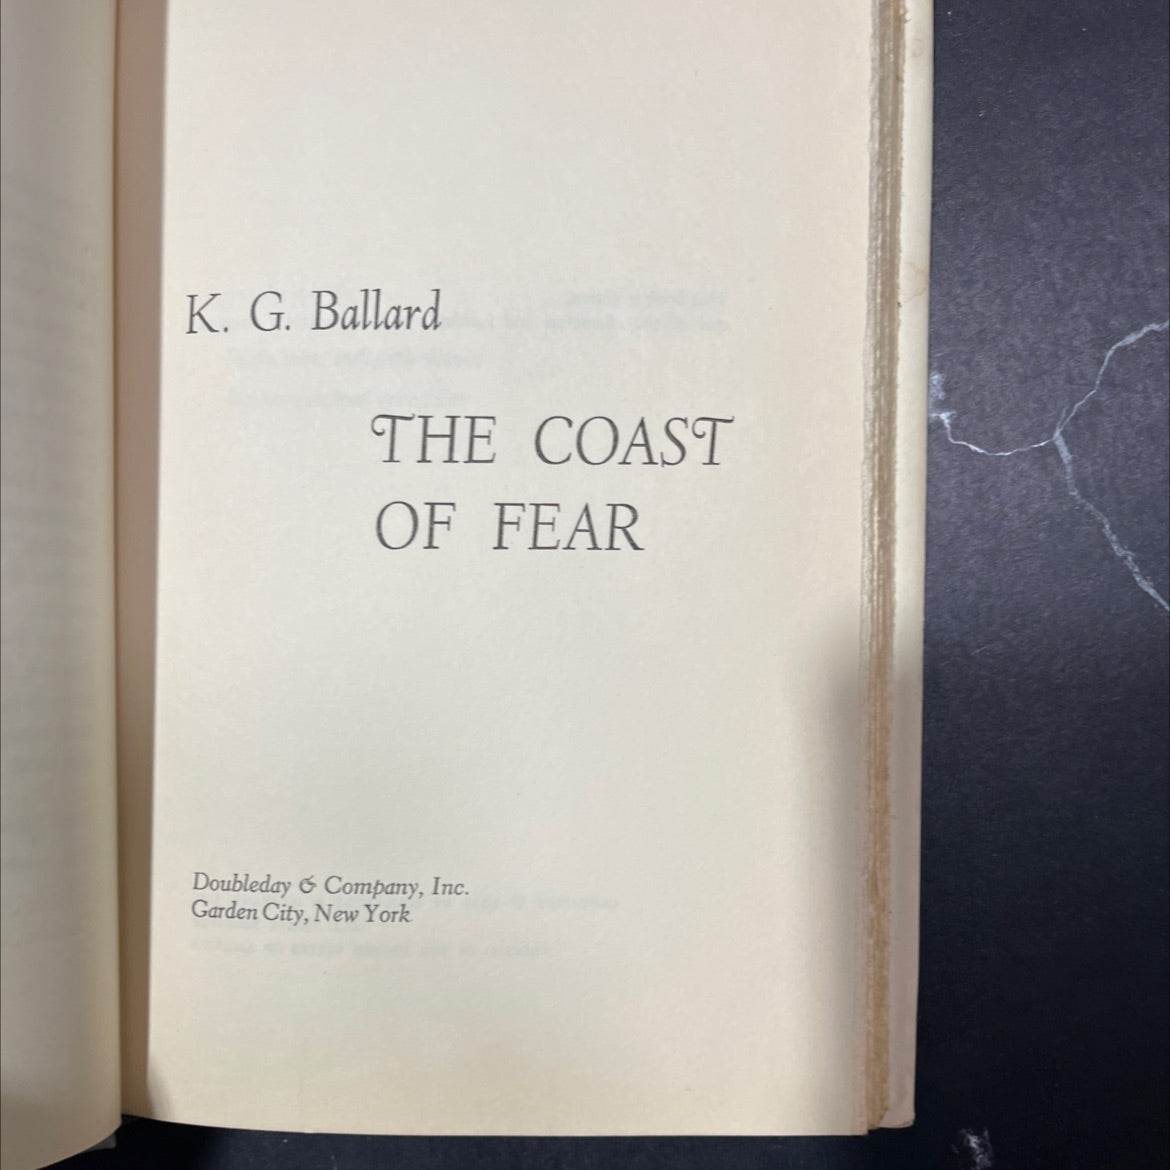 K. G. Ballard
THE COAST
OF FEAR
Doubleday & Company, Inc.
Garden City, New York